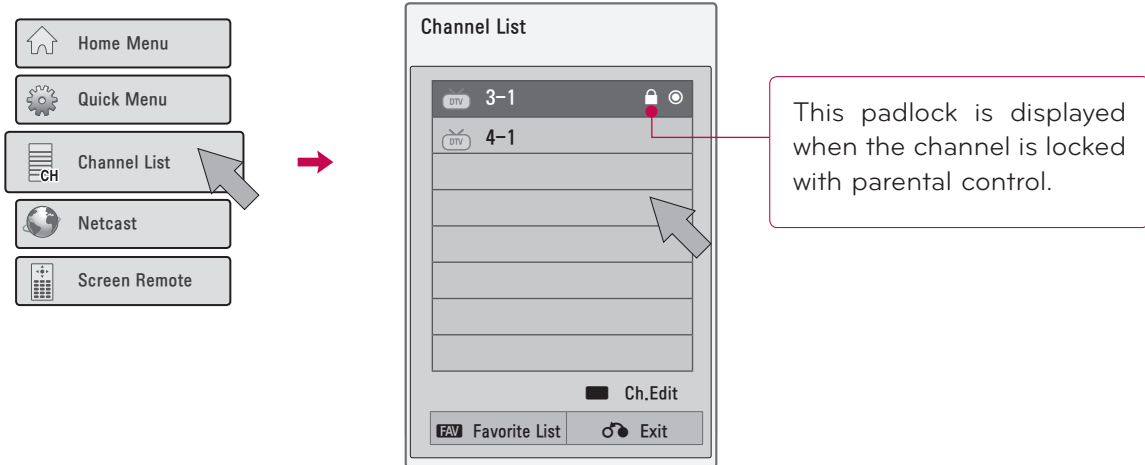 Home Menu
Quick Menu
CH
Channel List
Netcast
Screen Remote
Channel List
DTV 3-1
DTV 4-1
Ch.Edit
FAV Favorite List
Exit
This padlock is displayed
when the channel is locked
with parental control.